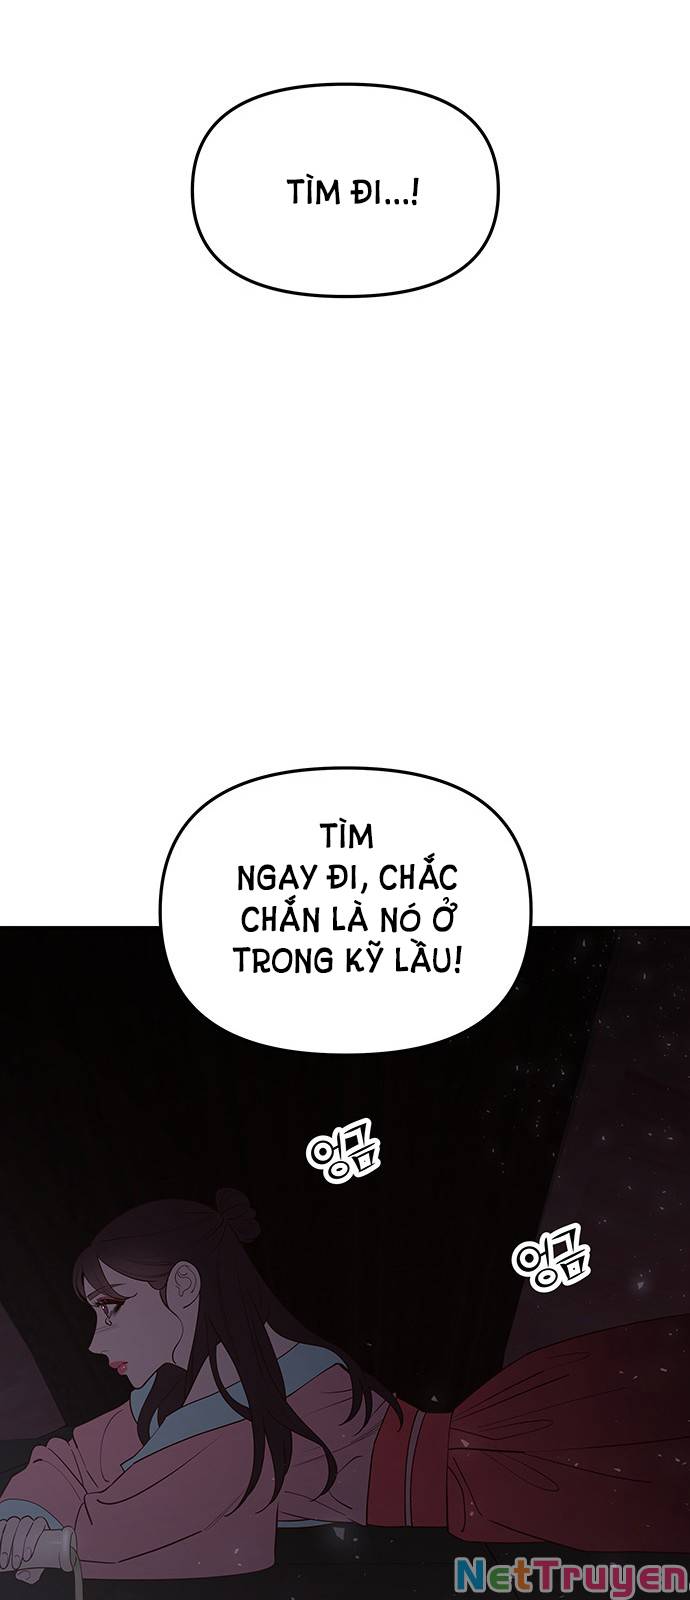 TÌM ĐI...!
TÌM
NGAY ĐI, CHẮC
CHẮN LÀ NÓ Ở
TRONG KỸ LẦU!
엉금
엉금
NetTruyen